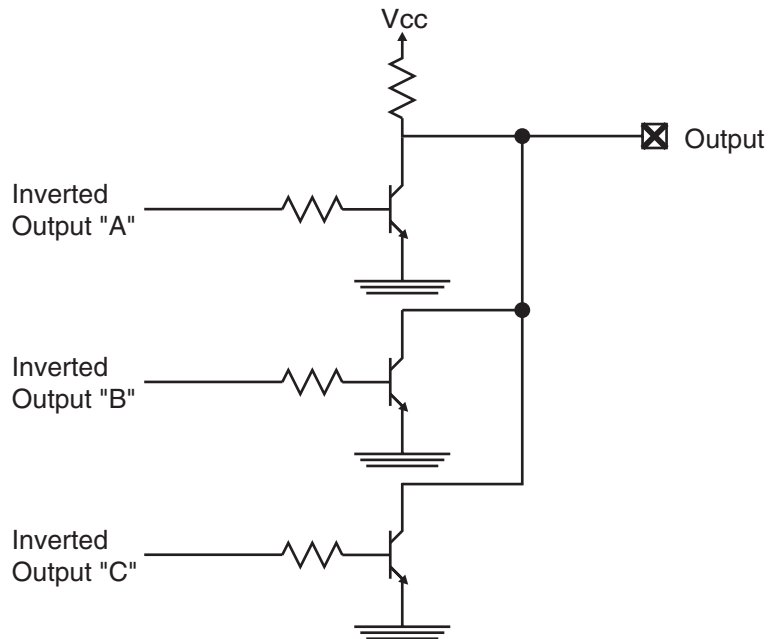 Vcc
Output
Inverted
Output "A"
Inverted
Output "B"
Inverted
Output "C"